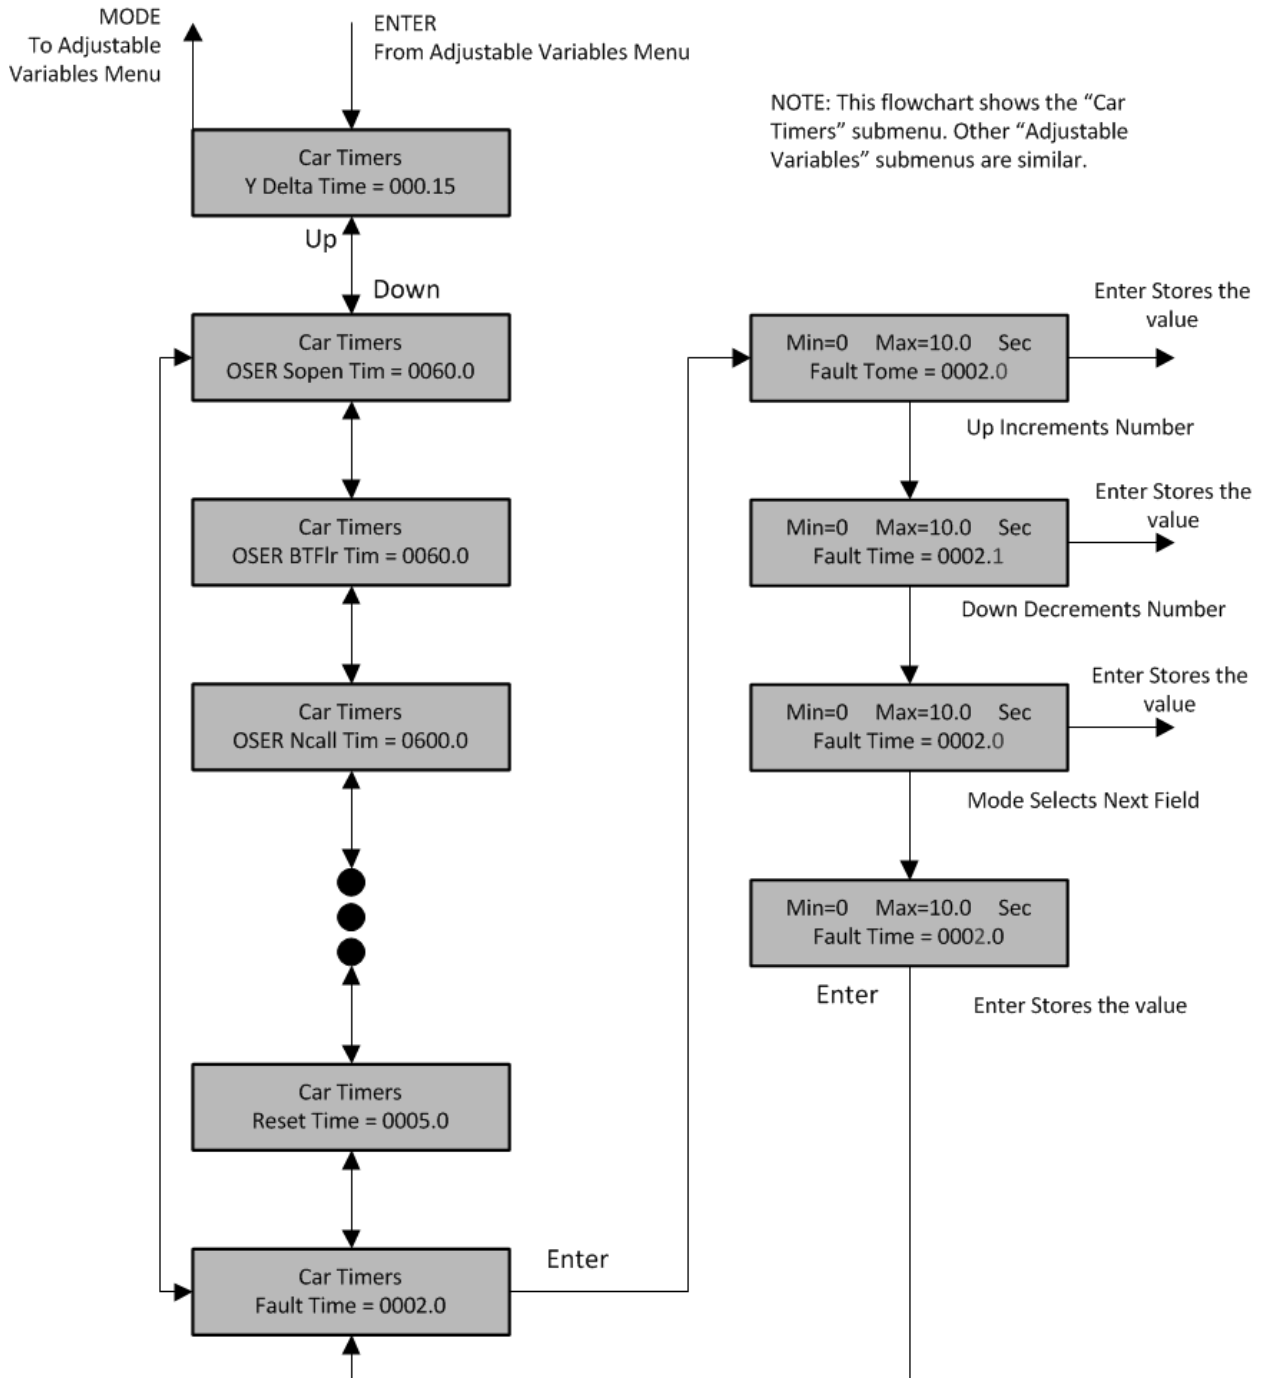 MODE
To Adjustable
Variables Menu
ENTER
From Adjustable Variables Menu
NOTE: This flowchart shows the “Car
Timers” submenu. Other “Adjustable
Variables” submenus are similar.
Car Timers
Y Delta Time = 000.15
Up
Down
Car Timers
OSER Sopen Tim = 0060.0
Car Timers
OSER BTFlr Tim = 0060.0
Car Timers
OSER Ncall Tim = 0600.0
Car Timers
Reset Time = 0005.0
Car Timers
Fault Time = 0002.0
Enter
Min=0 Max=10.0 Sec
Fault Tome = 0002.0
Enter Stores the
value
Up Increments Number
Min=0 Max=10.0 Sec
Fault Time = 0002.1
Enter Stores the
value
Down Decrements Number
Min=0 Max=10.0 Sec
Fault Time = 0002.0
Enter Stores the
value
Mode Selects Next Field
Min=0 Max=10.0 Sec
Fault Time = 0002.0
Enter
Enter Stores the value